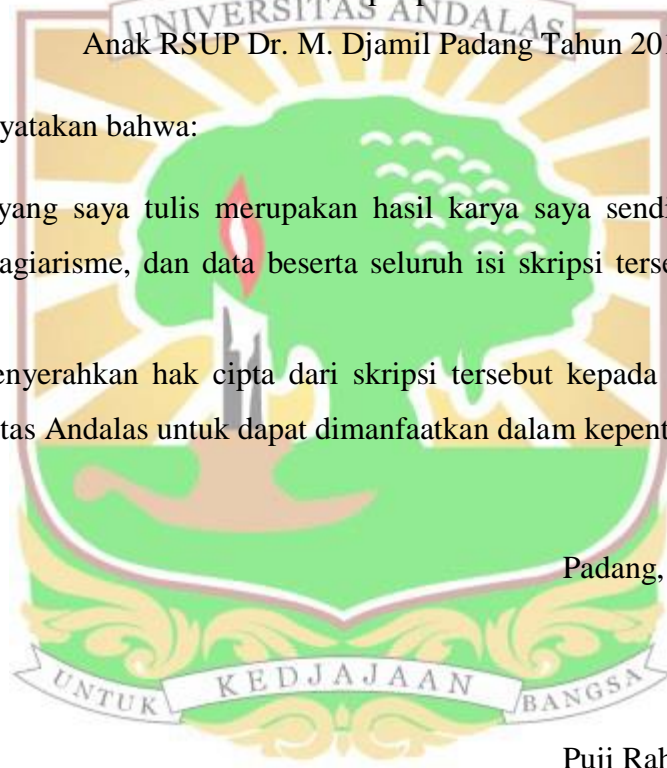 UNIVERSITAS ANDALAS
Anak RSUP Dr. M. Djamil Padang Tahun 201
yatakan bahwa:
yang saya tulis merupakan hasil karya saya sendi
agiarisme, dan data beserta seluruh isi skripsi terse
enyerahkan hak cipta dari skripsi tersebut kepada
tas Andalas untuk dapat dimanfaatkan dalam kepent
Padang,
UNTUK KEDJAJAAN BANGSA
Puji Rah